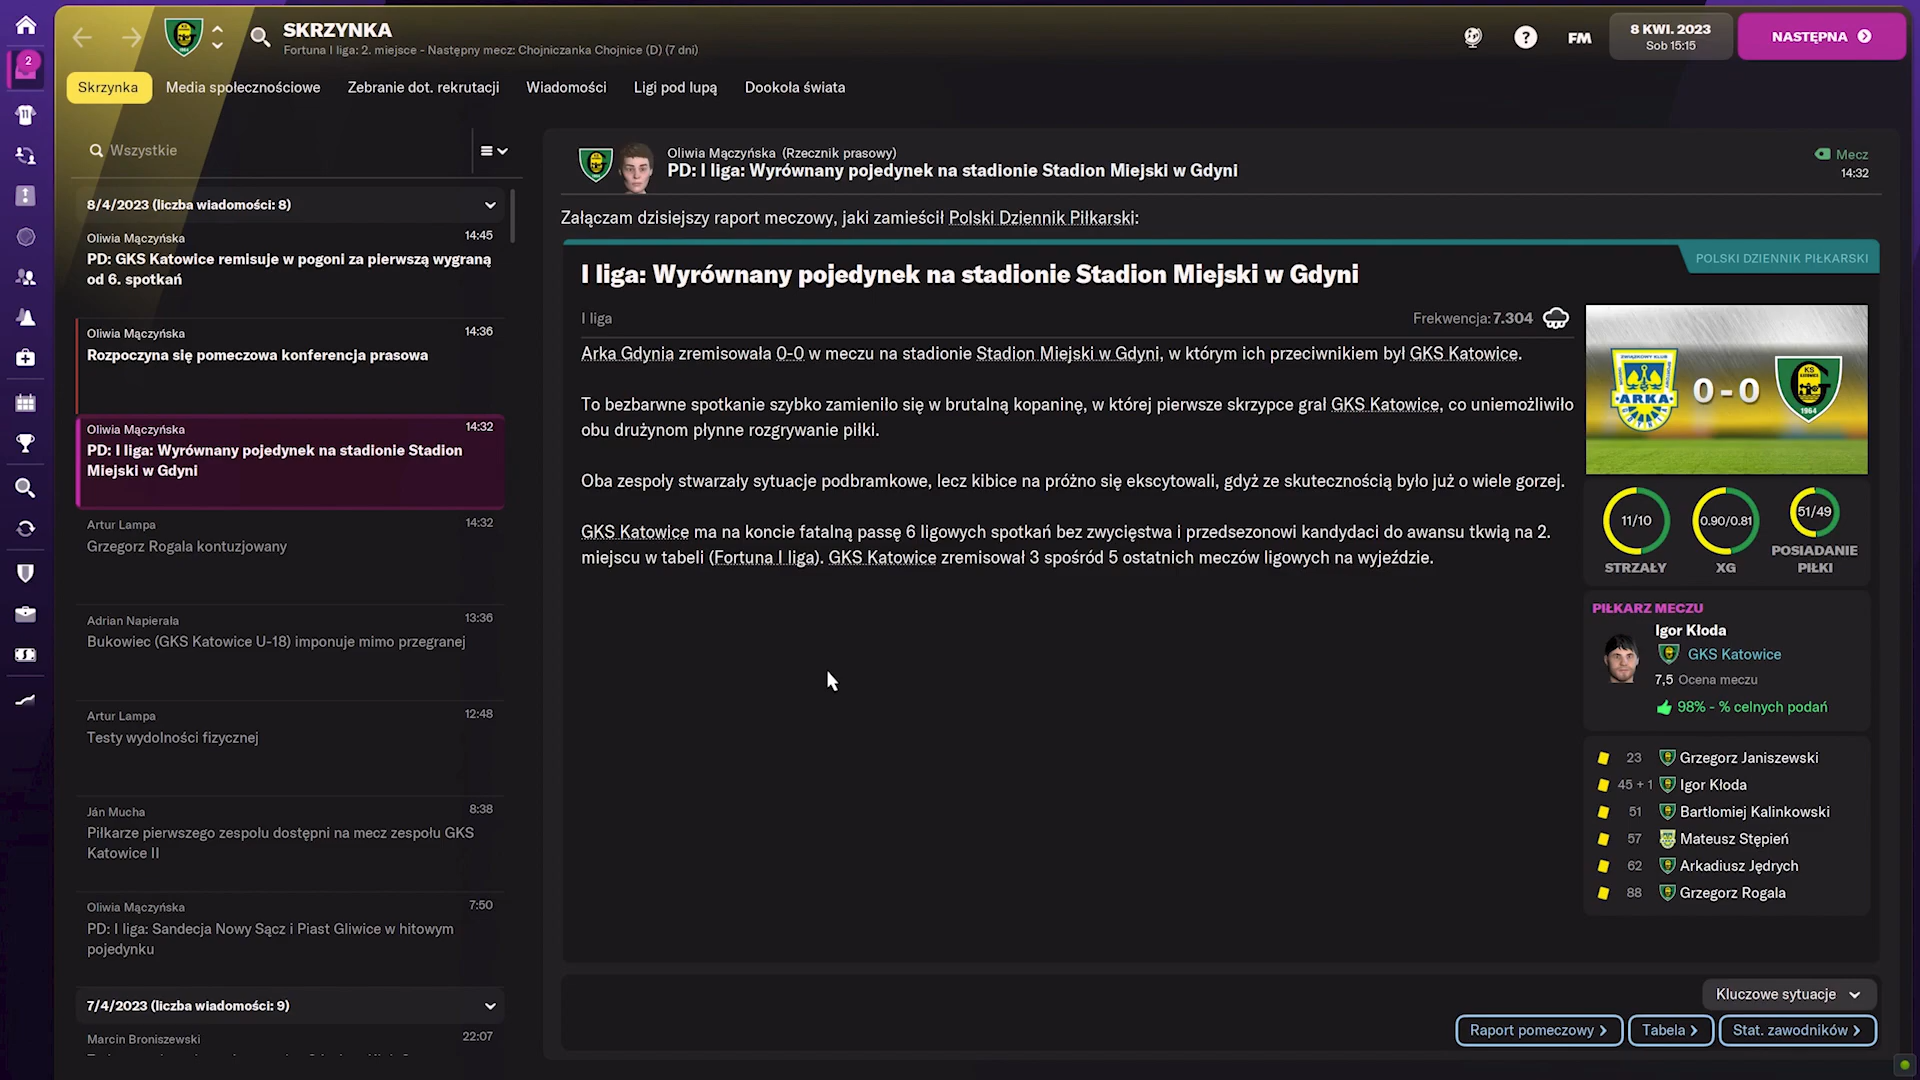 SKRZYNKA
Fortuna I liga: 2. miejsce - Następny mecz: Chojniczanka Chojnice (D) (7 dni)
FM
8 KWI. 2023
Sob 15:15
NASTĘPNA
2
Skrzynka
Media społecznościowe
Zebranie dot. rekrutacji
Wiadomości
Ligi pod lupą
Dookoła świata
Wszystkie
8/4/2023 (liczba wiadomości: 8)
Oliwia Mączyńska
14:45
PD: GKS Katowice remisuje w pogoni za pierwszą wygraną
od 6. spotkań
Oliwia Mączyńska
14:36
Rozpoczyna się pomeczowa konferencja prasowa
Oliwia Mączyńska
14:32
PD: I liga: Wyrównany pojedynek na stadionie Stadion
Miejski w Gdyni
Artur Lampa
14:32
Grzegorz Rogala kontuzjowany
Adrian Napierała
13:36
Bukowiec (GKS Katowice U-18) imponuje mimo przegranej
Artur Lampa
12:48
Testy wydolności fizycznej
Ján Mucha
8:38
Piłkarze pierwszego zespołu dostępni na mecz zespołu GKS
Katowice II
Oliwia Mączyńska
7:50
PD: I liga: Sandecja Nowy Sącz i Piast Gliwice w hitowym
pojedynku
7/4/2023 (liczba wiadomości: 9)
Marcin Broniszewski
22:07
Oliwia Mączyńska (Rzecznik prasowy)
PD: I liga: Wyrównany pojedynek na stadionie Stadion Miejski w Gdyni
Mecz
14:32
Załączam dzisiejszy raport meczowy, jaki zamieścił Polski Dziennik Piłkarski:
POLSKI DZIENNIK PIŁKARSKI
I liga: Wyrównany pojedynek na stadionie Stadion Miejski w Gdyni
I liga
Frekwencja: 7.304
Arka Gdynia zremisowała 0-0 w meczu na stadionie Stadion Miejski w Gdyni, w którym ich przeciwnikiem był GKS Katowice.
To bezbarwne spotkanie szybko zamieniło się w brutalną kopaninę, w której pierwsze skrzypce grał GKS Katowice, co uniemożliwiło
obu drużynom płynne rozgrywanie piłki.
Oba zespoły stwarzały sytuacje podbramkowe, lecz kibice na próżno się ekscytowali, gdyż ze skutecznością było już o wiele gorzej.
GKS Katowice ma na koncie fatalną passę 6 ligowych spotkań bez zwycięstwa i przedsezonowi kandydaci do awansu tkwią na 2.
miejscu w tabeli (Fortuna I liga). GKS Katowice zremisował 3 spośród 5 ostatnich meczów ligowych na wyjeździe.
ARKA
0 - 0
1964
11/10
STRZAŁY
0.90/0.81
XG
51/49
POSIADANIE
PIŁKI
PIŁKARZ MECZU
Igor Kłoda
GKS Katowice
7,5 Ocena meczu
98% - % celnych podań
23 Grzegorz Janiszewski
45 + 1 Igor Kłoda
51 Bartłomiej Kalinkowski
57 Mateusz Stępień
62 Arkadiusz Jędrych
88 Grzegorz Rogala
Kluczowe sytuacje
Raport pomeczowy
Tabela
Stat. zawodników